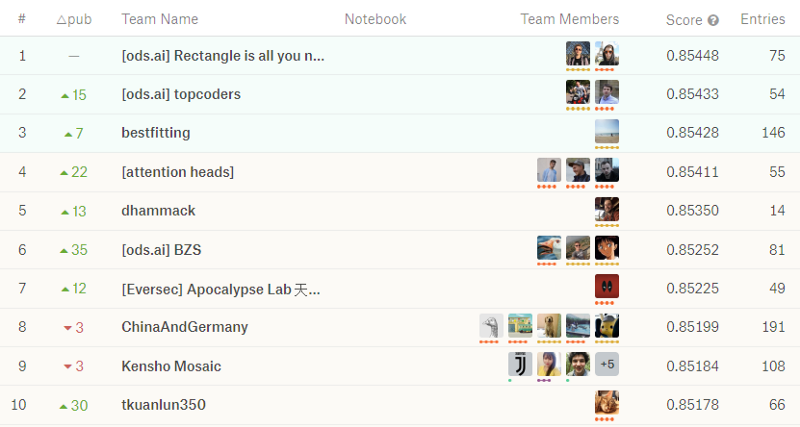 # △pub Team Name Notebook Team Members Score ? Entries
1 — [ods.ai] Rectangle is all you n... 0.85448 75
2 15 [ods.ai] topcoders 0.85433 54
3 7 bestfitting 0.85428 146
4 22 [attention heads] 0.85411 55
5 13 dhammack 0.85350 14
6 35 [ods.ai] BZS 0.85252 81
7 12 [Eversec] Apocalypse Lab天... 0.85225 49
8 3 ChinaAndGermany 0.85199 191
9 3 Kensho Mosaic +5 0.85184 108
10 30 tkuanlun350 0.85178 66